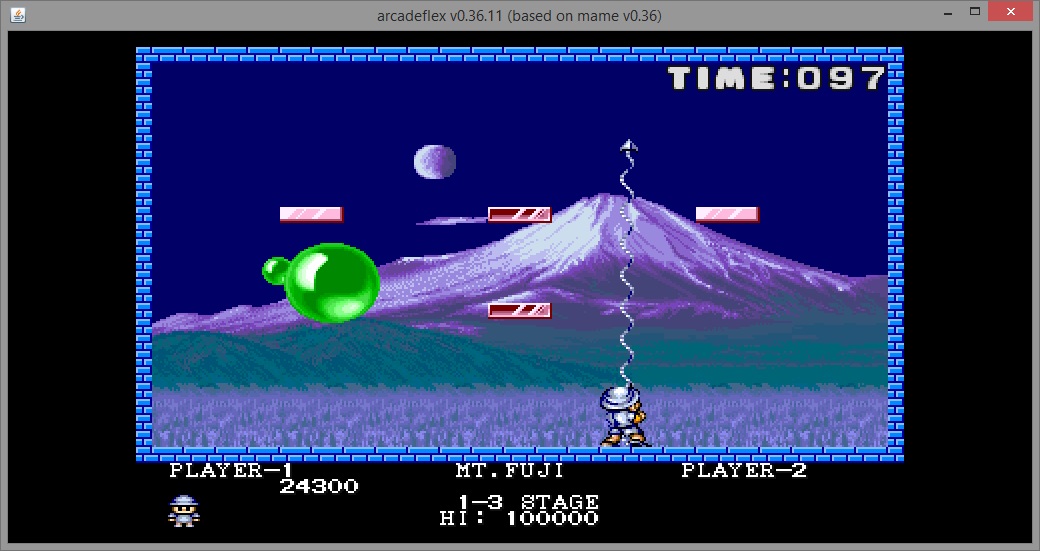 arcadeflex v0.36.11 (based on mame v0.36)
TIME:097
PLAYER-1 MT.FUJI PLAYER-2
24300
1-3 STAGE
HI: 100000